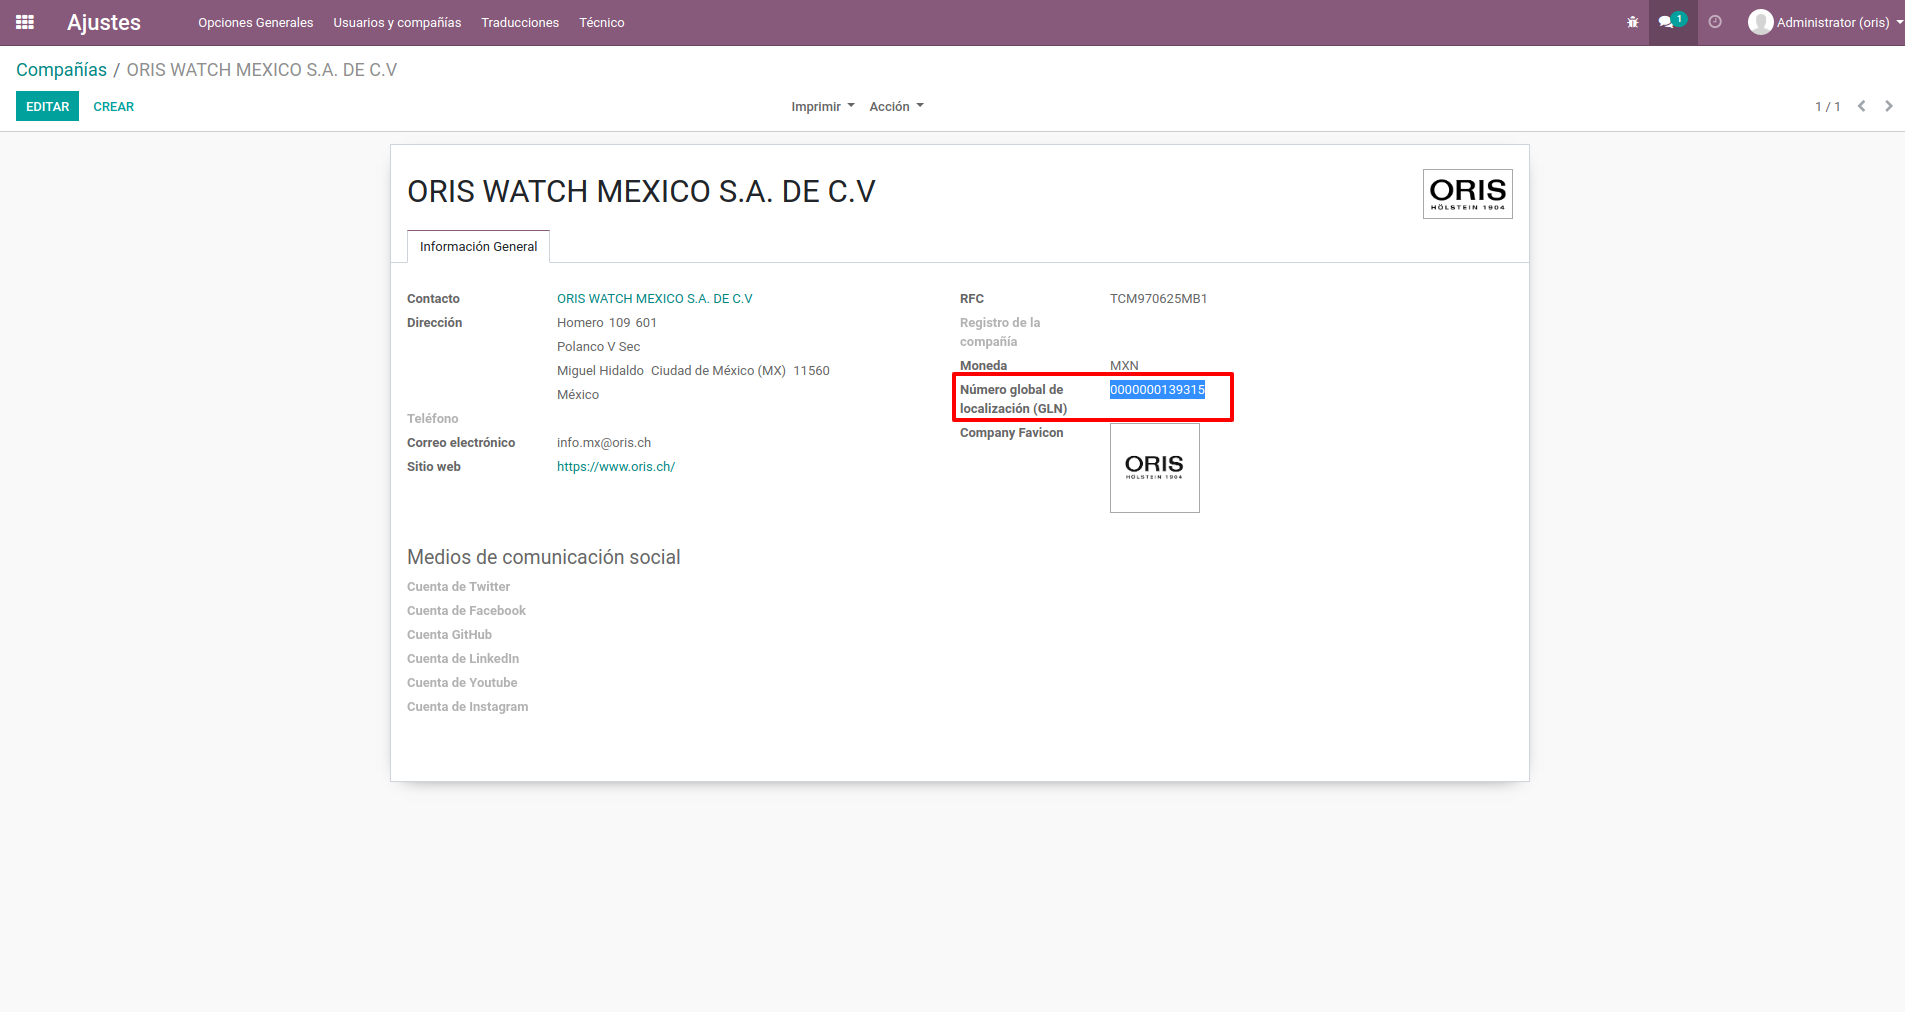 Ajustes Opciones Generales Usuarios y compañías Traducciones Técnico 1 Administrator (oris)
Compañías / ORIS WATCH MEXICO S.A. DE C.V
EDITAR CREAR Imprimir Acción 1 / 1
ORIS WATCH MEXICO S.A. DE C.V
ORIS
HÖLSTEIN 1904
Información General
Contacto ORIS WATCH MEXICO S.A. DE C.V
Dirección Homero 109 601
Polanco V Sec
Miguel Hidaldo Ciudad de México (MX) 11560
México
Teléfono
Correo electrónico info.mx@oris.ch
Sitio web https://www.oris.ch/
RFC TCM970625MB1
Registro de la
compañía
Moneda MXN
Número global de 0000000139315
localización (GLN)
Company Favicon
ORIS
HÖLSTEIN 1904
Medios de comunicación social
Cuenta de Twitter
Cuenta de Facebook
Cuenta GitHub
Cuenta de LinkedIn
Cuenta de Youtube
Cuenta de Instagram